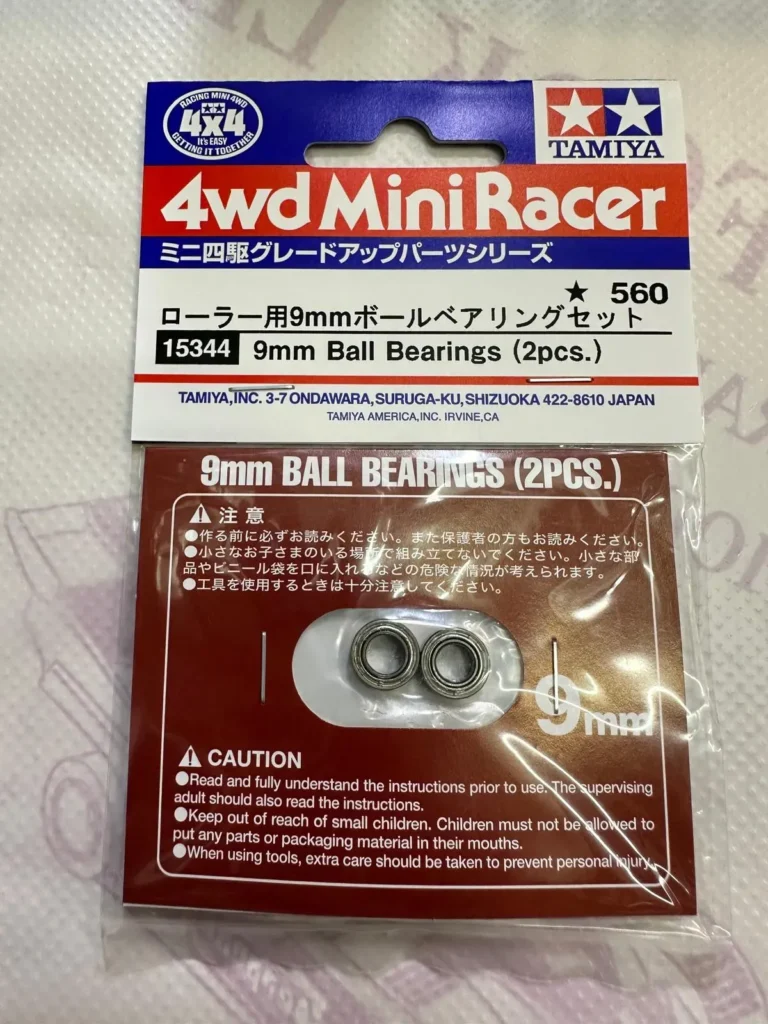 RACING MINI 4WD
4x4
It's EASY
GETTING IT TOGETHER
TAMIYA
4wd Mini Racer
ミニ四駆グレードアップパーツシリーズ
★ 560
ローラー用9mmボールベアリングセット
15344 9mm Ball Bearings (2pcs.)
TAMIYA,INC. 3-7 ONDAWARA, SURUGA-KU, SHIZUOKA 422-8610 JAPAN
TAMIYA AMERICA,INC. IRVINE,CA
9mm BALL BEARINGS (2PCS.)
注意
●作る前に必ずお読みください。また保護者の方もお読みください。
●小さなお子さまのいる場所で組み立てないでください。小さな部
品やビニール袋を口に入れるなどの危険な情況が考えられます。
●工具を使用するときは十分注意してください。
9mm
CAUTION
●Read and fully understand the instructions prior to use. The supervising
adult should also read the instructions.
●Keep out of reach of small children. Children must not be allowed to
put any parts or packaging material in their mouths.
●When using tools, extra care should be taken to prevent personal injury.